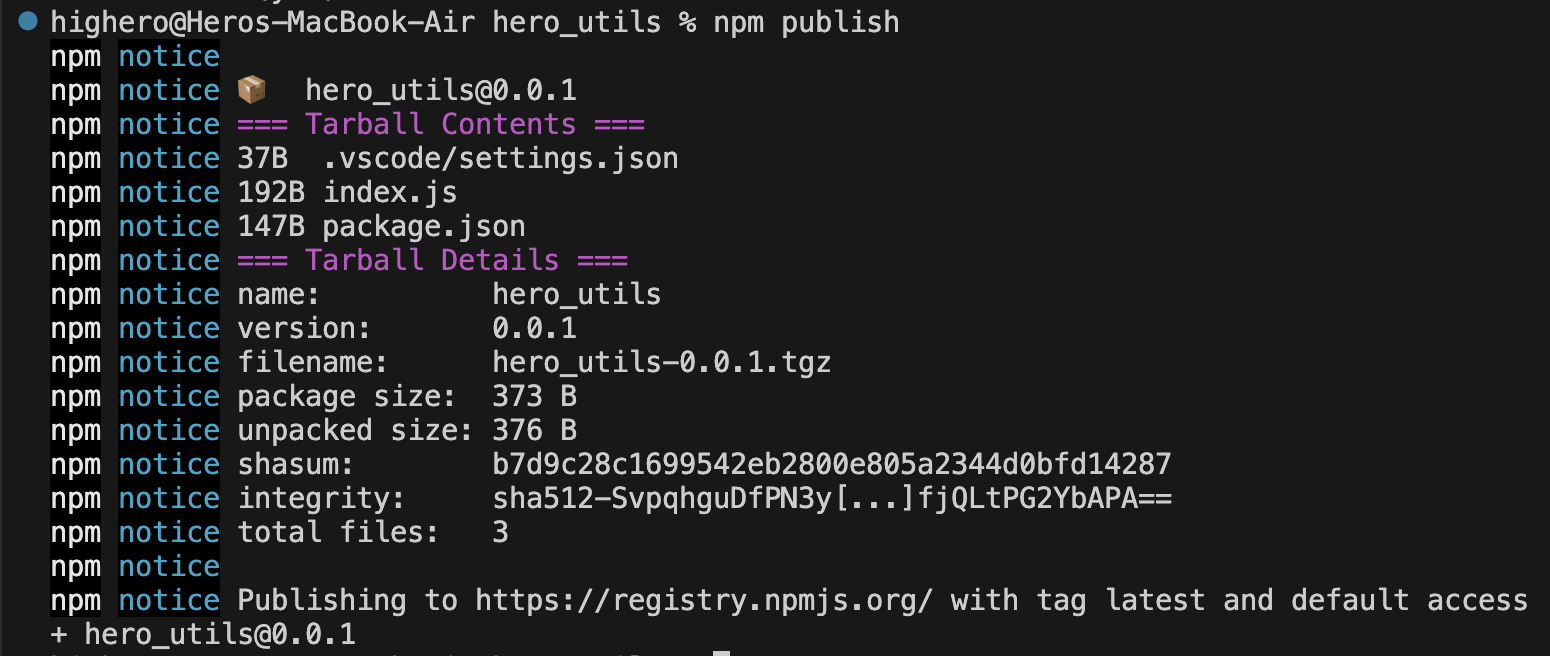 highero@Heros-MacBook-Air hero_utils % npm publish
npm notice
npm notice 📦  hero_utils@0.0.1
npm notice === Tarball Contents ===
npm notice 37B  .vscode/settings.json
npm notice 192B index.js
npm notice 147B package.json
npm notice === Tarball Details ===
npm notice name:          hero_utils
npm notice version:       0.0.1
npm notice filename:      hero_utils-0.0.1.tgz
npm notice package size:  373 B
npm notice unpacked size: 376 B
npm notice shasum:        b7d9c28c1699542eb2800e805a2344d0bfd14287
npm notice integrity:     sha512-SvpqhguDfPN3y[...]fjQLtPG2YbAPA==
npm notice total files:   3
npm notice
npm notice Publishing to https://registry.npmjs.org/ with tag latest and default access
+ hero_utils@0.0.1